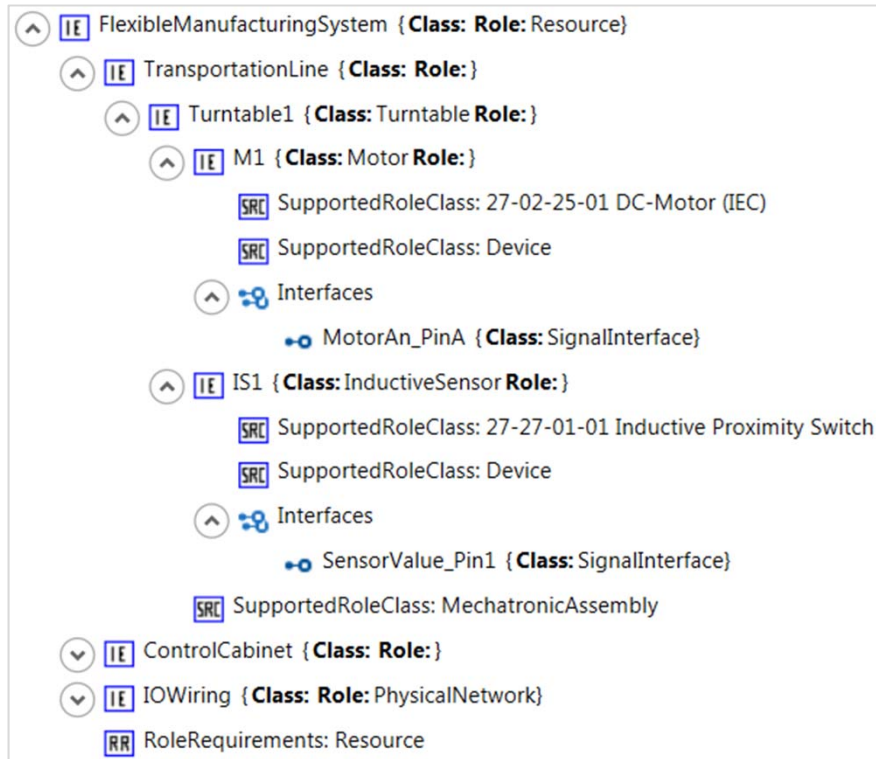 IE FlexibleManufacturingSystem {Class: Role: Resource}
IE TransportationLine {Class: Role: }
IE Turntable1 {Class: Turntable Role: }
IE M1 {Class: Motor Role: }
SRC SupportedRoleClass: 27-02-25-01 DC-Motor (IEC)
SRC SupportedRoleClass: Device
Interfaces
MotorAn_PinA {Class: SignalInterface}
IE IS1 {Class: InductiveSensor Role: }
SRC SupportedRoleClass: 27-27-01-01 Inductive Proximity Switch
SRC SupportedRoleClass: Device
Interfaces
SensorValue_Pin1 {Class: SignalInterface}
SRC SupportedRoleClass: MechatronicAssembly
IE ControlCabinet {Class: Role: }
IE IOWiring {Class: Role: PhysicalNetwork}
RR RoleRequirements: Resource